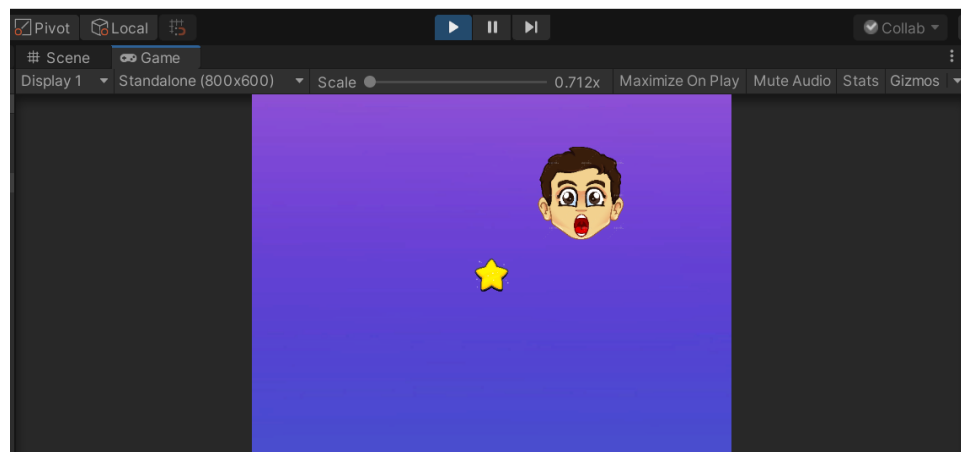 Pivot Local Collab
# Scene Game
Display 1 Standalone (800x600) Scale 0.712x Maximize On Play Mute Audio Stats Gizmos